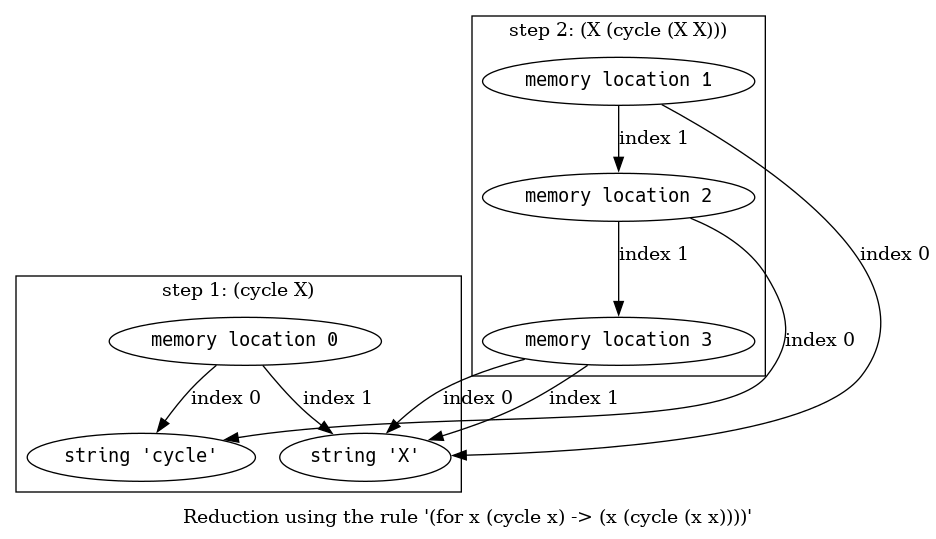 step 2: (X (cycle (X X)))
memory location 1
index 1
memory location 2
index 1
index 0
step 1: (cycle X)
memory location 0
memory location 3
index 0
index 0
index 1
index 0
index 1
string 'cycle'
string 'X'
Reduction using the rule '(for x (cycle x) -> (x (cycle (x x))))'